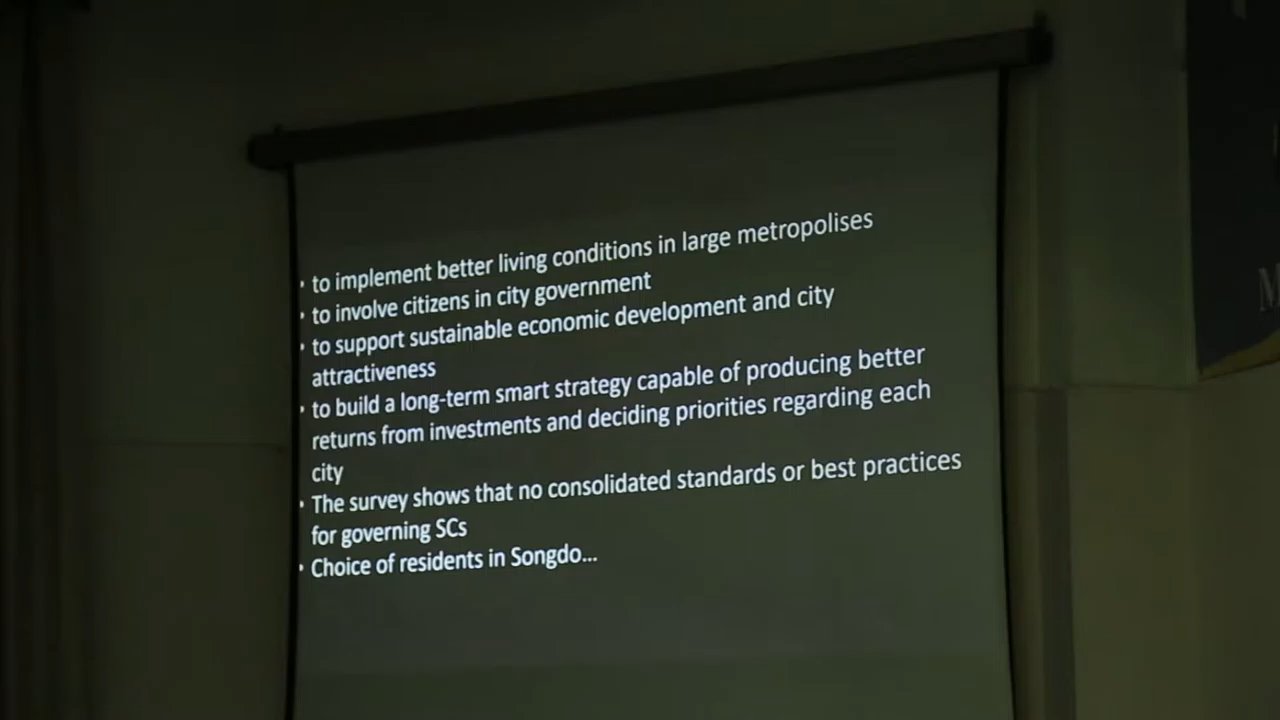 • to implement better living conditions in large metropolises
• to involve citizens in city government
• to support sustainable economic development and city
attractiveness
• to build a long-term smart strategy capable of producing better
returns from investments and deciding priorities regarding each
city
• The survey shows that no consolidated standards or best practices
for governing SCs
• Choice of residents in Songdo...